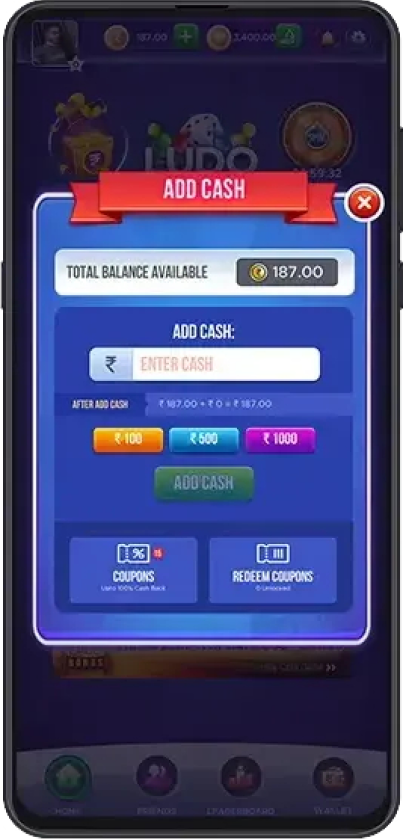 187.00
3,400.00
LUDO
59:32
ADD CASH
TOTAL BALANCE AVAILABLE
187.00
ADD CASH:
₹ ENTER CASH
AFTER ADD CASH ₹ 187.00 + ₹ 0 = ₹ 187.00
₹ 100 ₹ 500 ₹ 1000
ADD CASH
% 15
COUPONS REDEEM COUPONS
Upto 100% Cash Back 0 Unlocked
BONUS
HOME FRIENDS LEADERBOARD WALLET